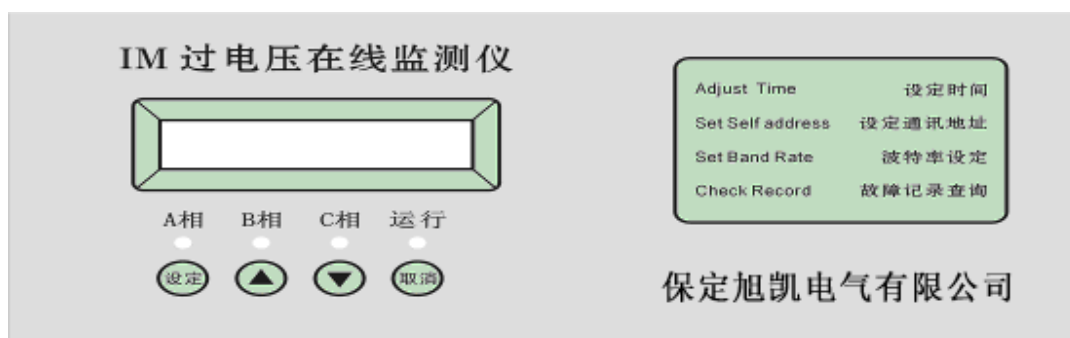 IM 过电压在线监测仪
A相 B相 C相 运行
设定 取消
Adjust Time 设定时间
Set Self address 设定通讯地址
Set Band Rate 波特率设定
Check Record 故障记录查询
保定旭凯电气有限公司